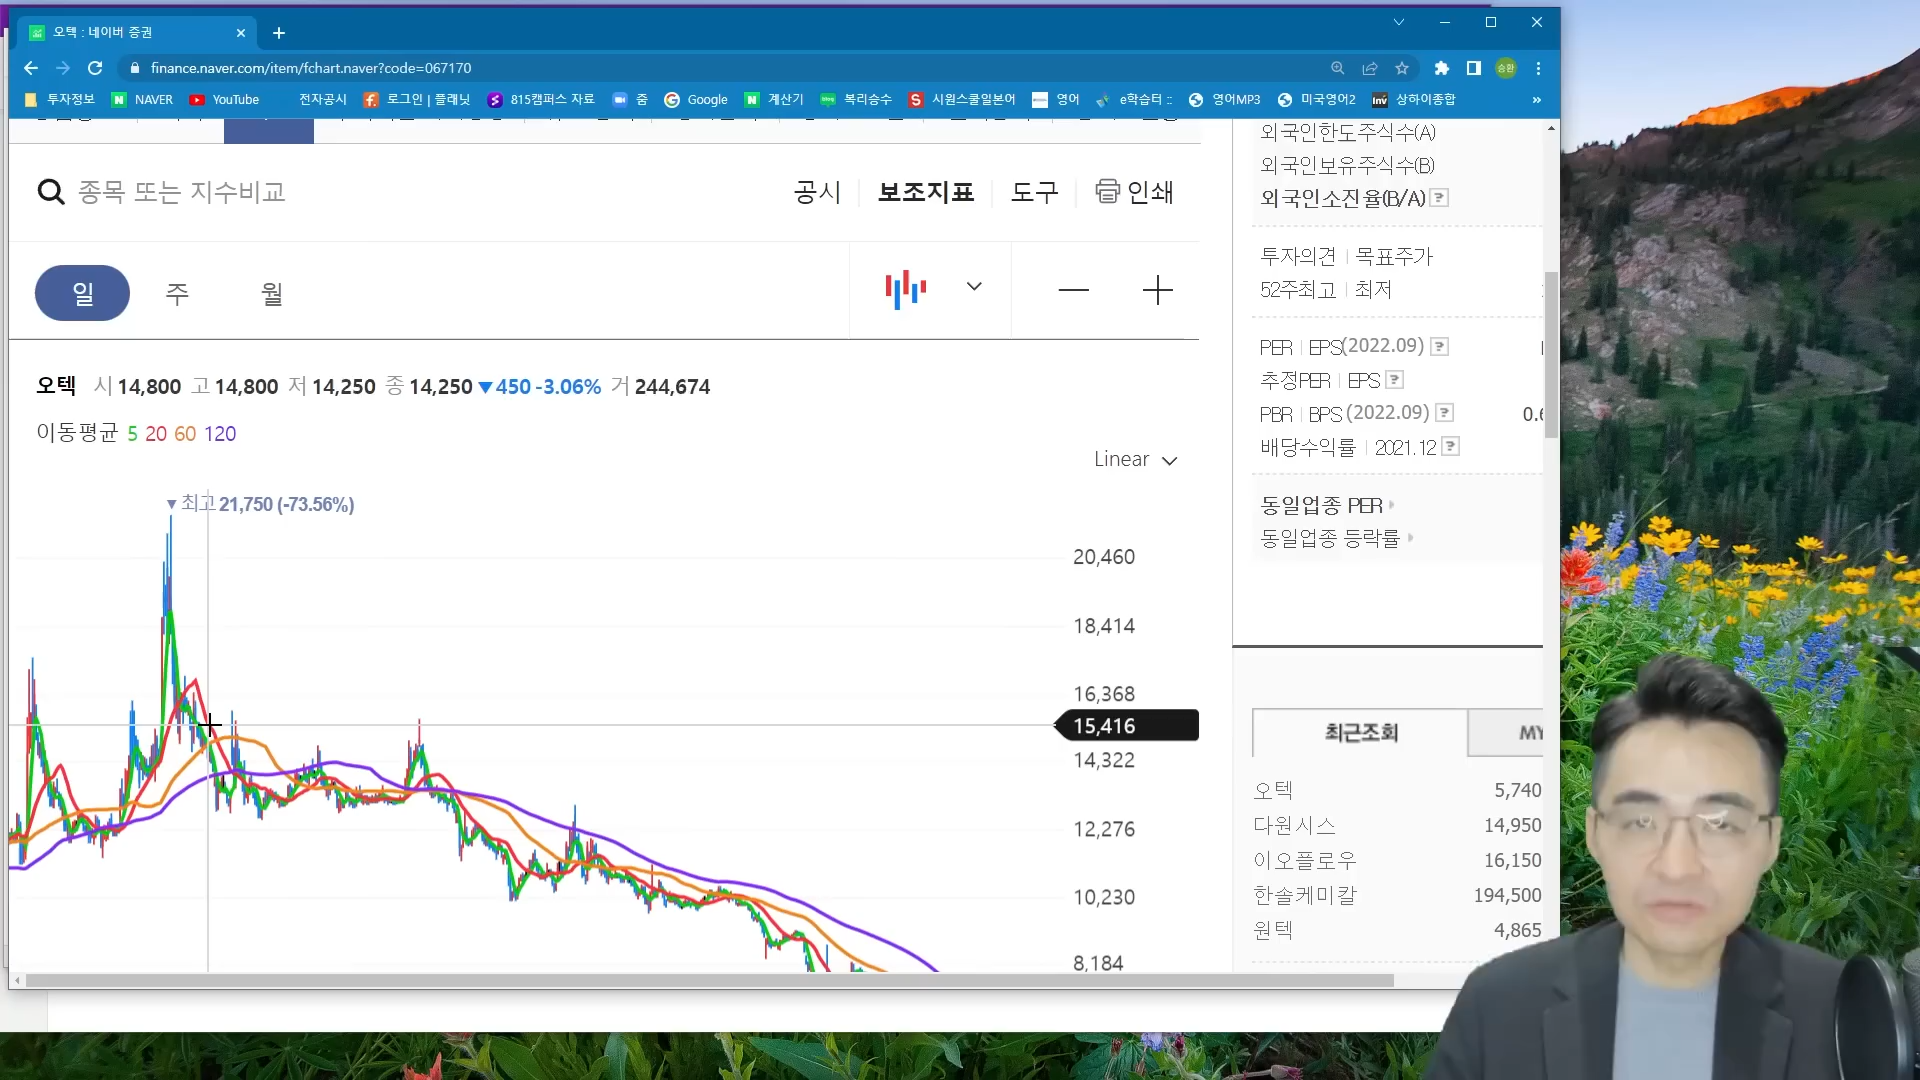 오텍 : 네이버 증권
finance.naver.com/item/fchart.naver?code=067170
승환
투자정보 NAVER YouTube 전자공시 로그인 | 플래닛 815캠퍼스 자료 줌 Google 계산기 복리승수 시원스쿨일본어 영어 e학습터 :: 영어MP3 미국영어2 상하이종합 »
종목 또는 지수비교 공시 보조지표 도구 인쇄
일 주 월
오텍 시 14,800 고 14,800 저 14,250 종 14,250 ▼450 -3.06% 거 244,674
이동평균 5 20 60 120
Linear
▼최고 21,750 (-73.56%)
20,460
18,414
16,368
15,416
14,322
12,276
10,230
8,184
외국인한도주식수(A)
외국인보유주식수(B)
외국인소진율(B/A) ?
투자의견 | 목표주가
52주최고 | 최저
PER | EPS(2022.09) ?
추정PER | EPS ?
PBR | BPS (2022.09) ?
배당수익률 | 2021.12 ?
동일업종 PER
동일업종 등락률
최근조회 MY
오텍 5,740
다원시스 14,950
이오플로우 16,150
한솔케미칼 194,500
원텍 4,865